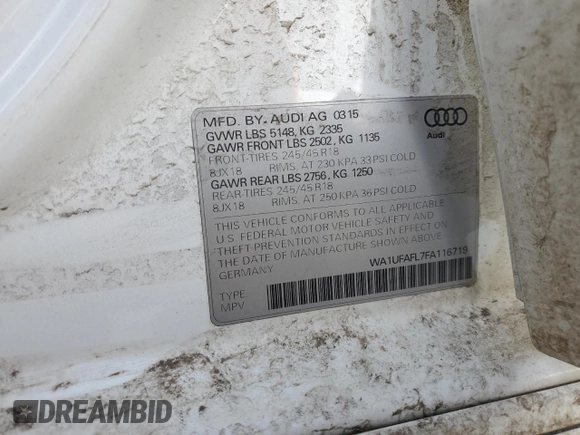 MFD. BY. AUDI AG 03 15
GVWR LBS 5148, KG 2335
GAWR FRONT LBS 2502, KG 1135
FRONT-TIRES 245/45 R18
8JX18 RIMS, AT 230 KPA 33 PSI COLD
GAWR REAR LBS 2756, KG 1250
REAR-TIRES 245/45 R18
8JX18 RIMS, AT 250 KPA 36 PSI COLD
Audi
THIS VEHICLE CONFORMS TO ALL APPLICABLE
U.S. FEDERAL MOTOR VEHICLE SAFETY AND
THEFT PREVENTION STANDARDS IN EFFECT ON
THE DATE OF MANUFACTURE SHOWN ABOVE.
GERMANY
WA1UFAFL7FA116719
TYPE
MPV
DREAMBID